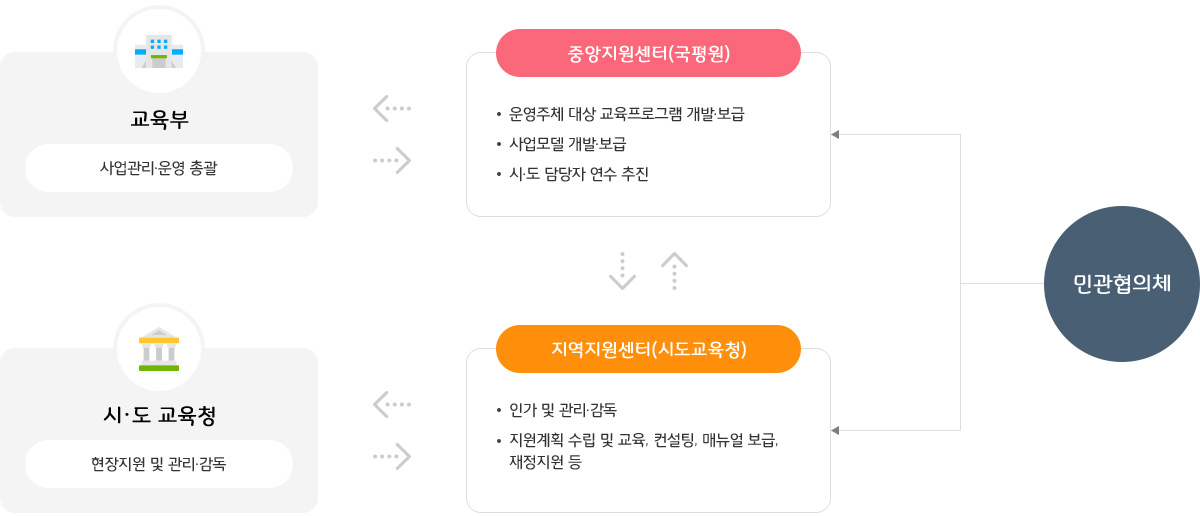 교육부
사업관리·운영 총괄
중앙지원센터(국평원)
• 운영주체 대상 교육프로그램 개발·보급
• 사업모델 개발·보급
• 시·도 담당자 연수 추진
민관협의체
시·도 교육청
현장지원 및 관리·감독
지역지원센터(시도교육청)
• 인가 및 관리·감독
• 지원계획 수립 및 교육, 컨설팅, 매뉴얼 보급,
재정지원 등